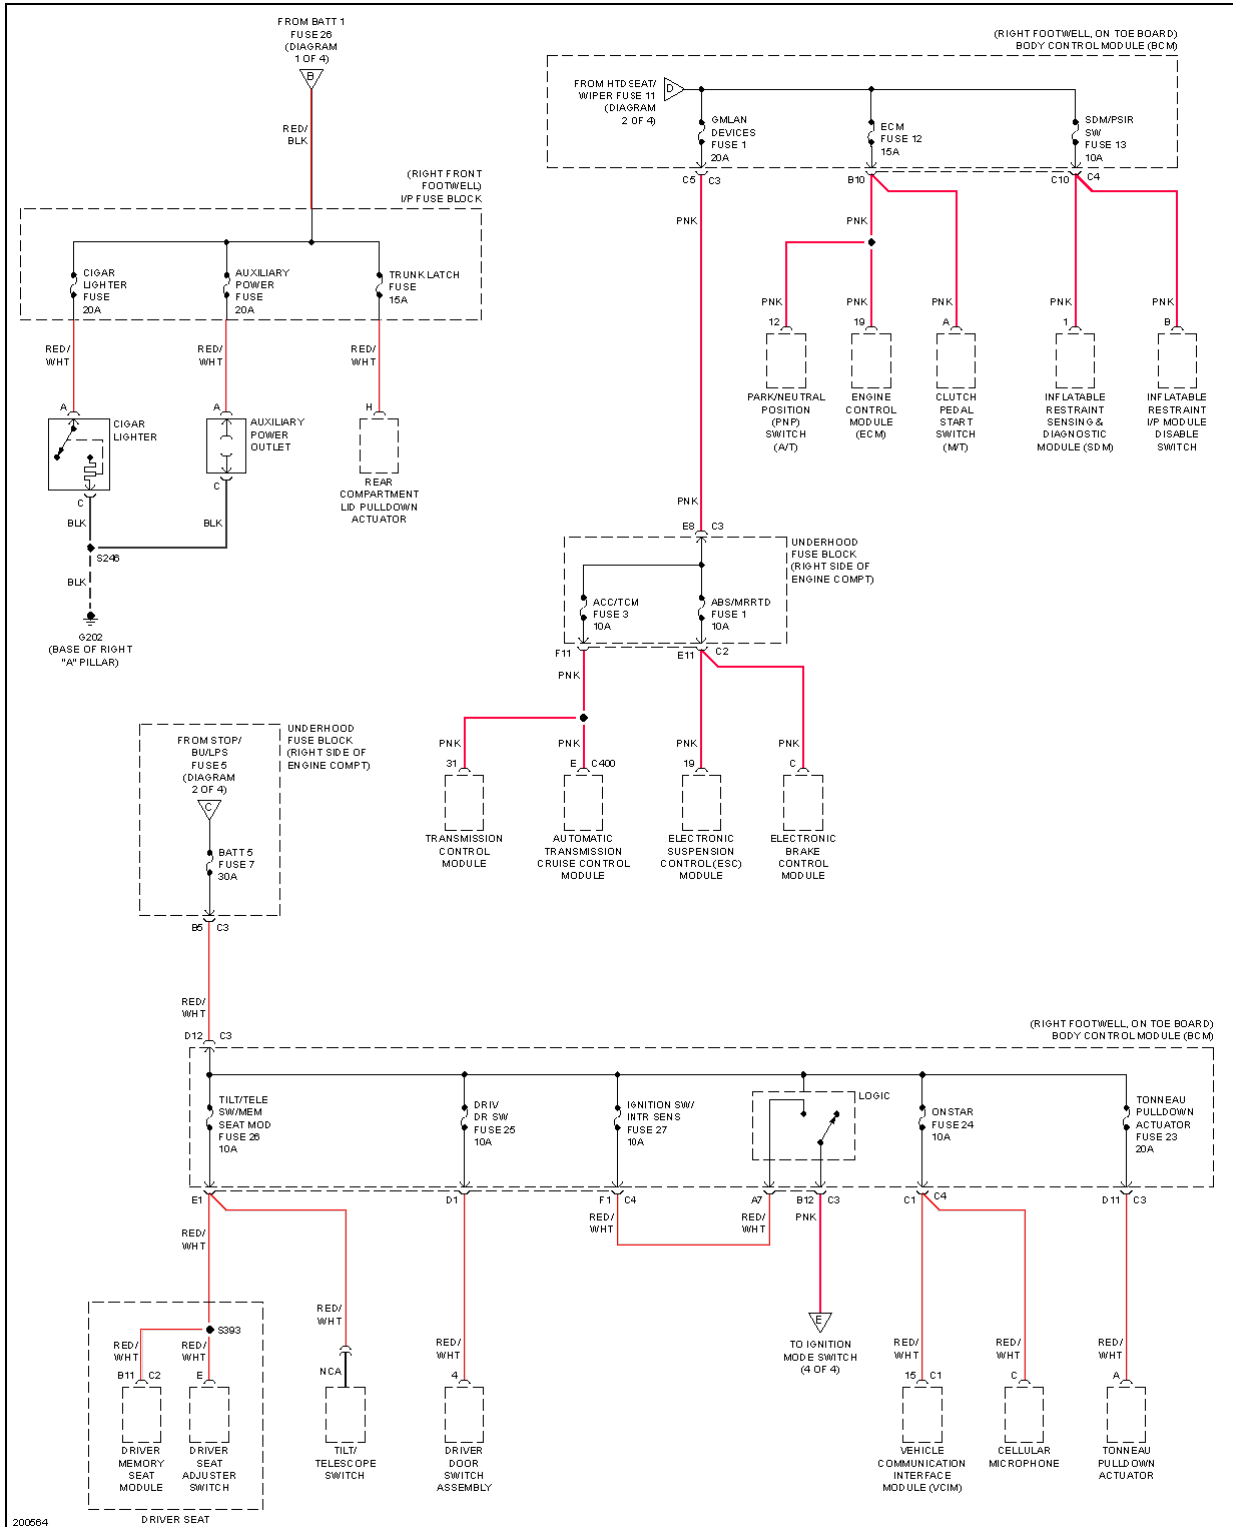 FROM BATT 1
FUSE 26
(DIAGRAM
1 OF 4)
B
RED/
BLK
(RIGHT FRONT
FOOTWELL)
I/P FUSE BLOCK
CIGAR
LIGHTER
FUSE
20A
AUXILIARY
POWER
FUSE
20A
TRUNK LATCH
FUSE
15A
RED/
WHT
RED/
WHT
RED/
WHT
A
A
H
CIGAR
LIGHTER
AUXILIARY
POWER
OUTLET
REAR
COMPARTMENT
LID PULLDOWN
ACTUATOR
C
C
BLK
BLK
S246
BLK
G202
(BASE OF RIGHT
"A" PILLAR)
(RIGHT FOOTWELL, ON TOE BOARD)
BODY CONTROL MODULE (BCM)
FROM HTD SEAT/
WIPER FUSE 11
(DIAGRAM
2 OF 4)
D
GMLAN
DEVICES
FUSE 1
20A
ECM
FUSE 12
15A
SDM/PSIR
SW
FUSE 13
10A
C5 C3
B10
C10 C4
PNK
PNK
PNK
PNK
PNK
PNK
PNK
12
19
A
1
B
PARK/NEUTRAL
POSITION
(PNP)
SWITCH
(A/T)
ENGINE
CONTROL
MODULE
(ECM)
CLUTCH
PEDAL
START
SWITCH
(M/T)
INFLATABLE
RESTRAINT
SENSING &
DIAGNOSTIC
MODULE (SDM)
INFLATABLE
RESTRAINT
I/P MODULE
DISABLE
SWITCH
PNK
E8 C3
UNDERHOOD
FUSE BLOCK
(RIGHT SIDE OF
ENGINE COMPT)
ACC/TCM
FUSE 3
10A
ABS/MRRTD
FUSE 1
10A
F11
E11 C2
PNK
PNK
PNK
PNK
PNK
31
E C400
19
C
TRANSMISSION
CONTROL
MODULE
AUTOMATIC
TRANSMISSION
CRUISE CONTROL
MODULE
ELECTRONIC
SUSPENSION
CONTROL (ESC)
MODULE
ELECTRONIC
BRAKE
CONTROL
MODULE
UNDERHOOD
FUSE BLOCK
(RIGHT SIDE OF
ENGINE COMPT)
FROM STOP/
BU/LPS
FUSE 5
(DIAGRAM
2 OF 4)
C
BATT 5
FUSE 7
30A
B5 C3
RED/
WHT
D12 C3
(RIGHT FOOTWELL, ON TOE BOARD)
BODY CONTROL MODULE (BCM)
TILT/TELE
SW/MEM
SEAT MOD
FUSE 26
10A
DRIV
DR SW
FUSE 25
10A
IGNITION SW/
INTR SENS
FUSE 27
10A
LOGIC
ONSTAR
FUSE 24
10A
TONNEAU
PULLDOWN
ACTUATOR
FUSE 23
20A
E1
D1
F1 C4
A7
B12 C3
C1 C4
D11 C3
RED/
WHT
RED/
WHT
RED/
WHT
PNK
RED/
WHT
S393
RED/
WHT
RED/
WHT
B11 C2
E
NCA
RED/
WHT
4
E
TO IGNITION
MODE SWITCH
(4 OF 4)
RED/
WHT
RED/
WHT
RED/
WHT
15 C1
C
A
DRIVER
MEMORY
SEAT
MODULE
DRIVER
SEAT
ADJUSTER
SWITCH
TILT/
TELESCOPE
SWITCH
DRIVER
DOOR
SWITCH
ASSEMBLY
VEHICLE
COMMUNICATION
INTERFACE
MODULE (VCIM)
CELLULAR
MICROPHONE
TONNEAU
PULLDOWN
ACTUATOR
DRIVER SEAT
200564